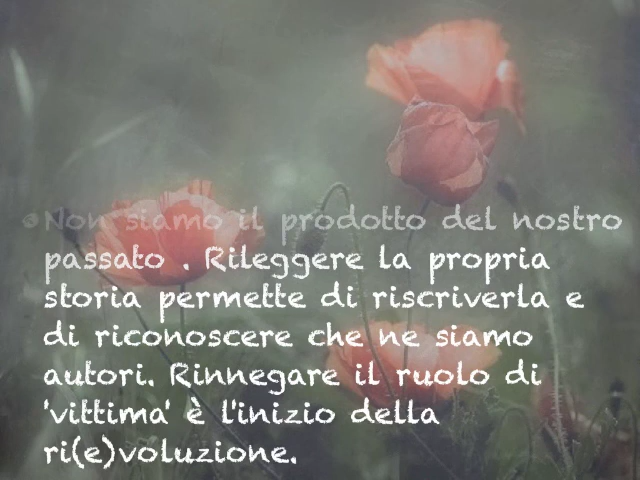 Non siamo il prodotto del nostro
passato . Rileggere la propria
storia permette di riscriverla e
di riconoscere che ne siamo
autori. Rinnegare il ruolo di
'vittima' è l'inizio della
ri(e)voluzione.